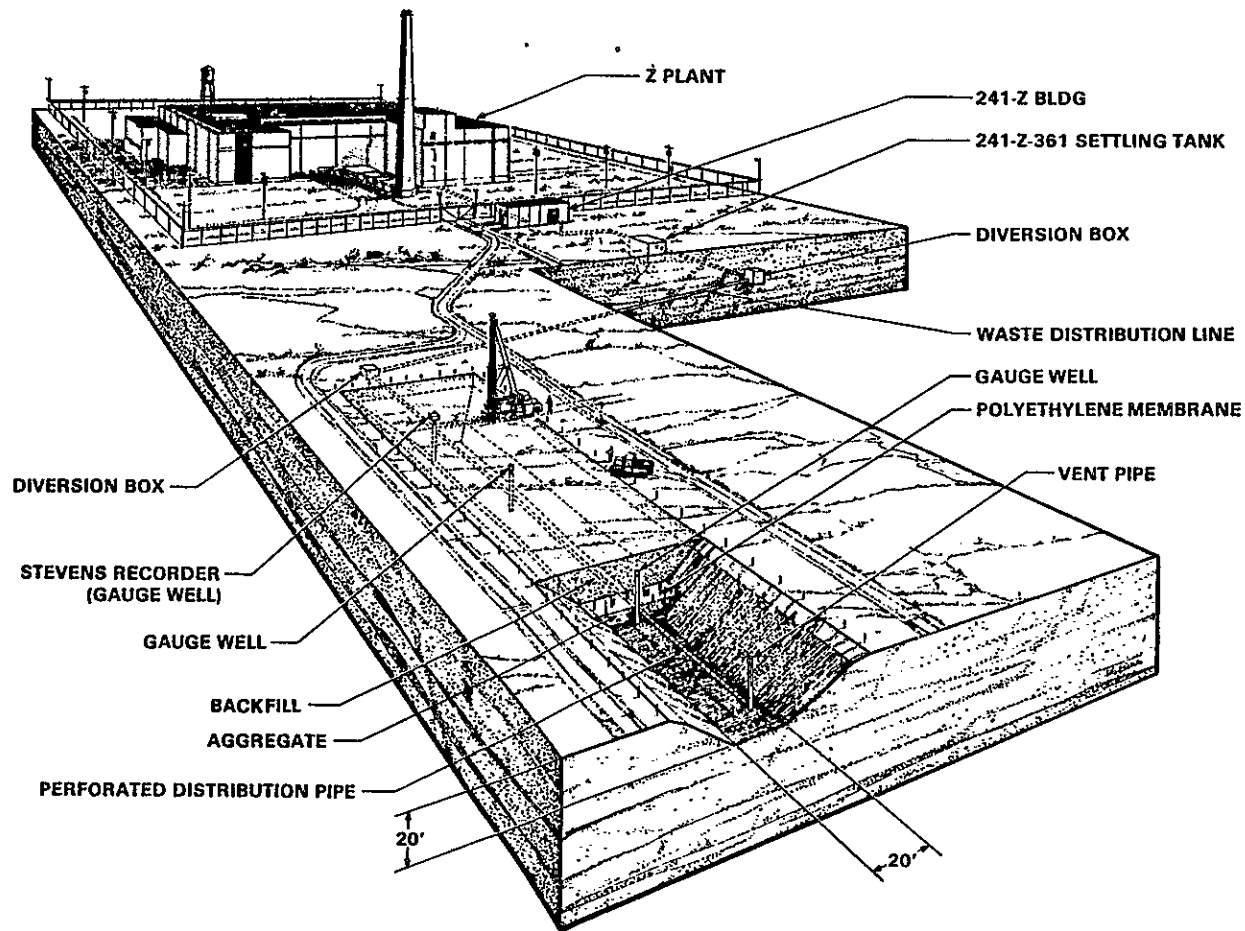 Z PLANT
241-Z BLDG
241-Z-361 SETTLING TANK
DIVERSION BOX
WASTE DISTRIBUTION LINE
GAUGE WELL
POLYETHYLENE MEMBRANE
VENT PIPE
DIVERSION BOX
STEVENS RECORDER
(GAUGE WELL)
GAUGE WELL
BACKFILL
AGGREGATE
PERFORATED DISTRIBUTION PIPE
20'
20'